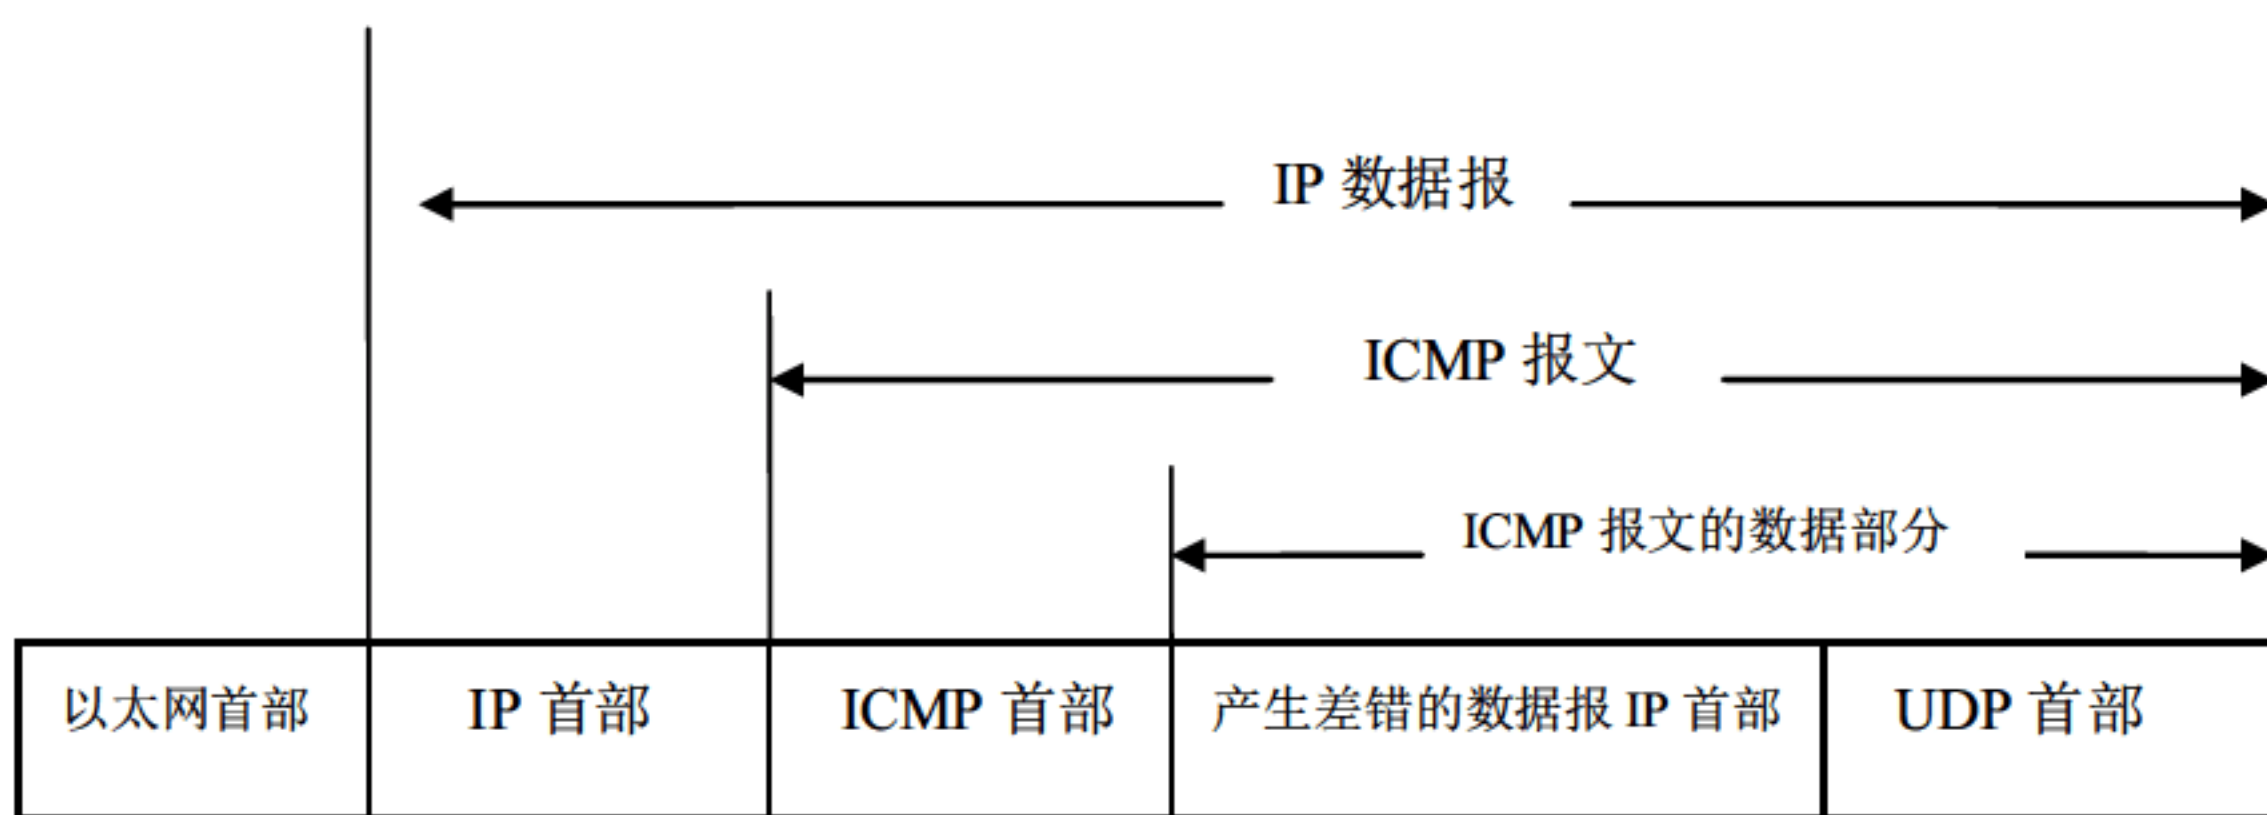 IP 数据报
ICMP 报文
ICMP 报文的数据部分
以太网首部
IP 首部
ICMP 首部
产生差错的数据报 IP 首部
UDP 首部